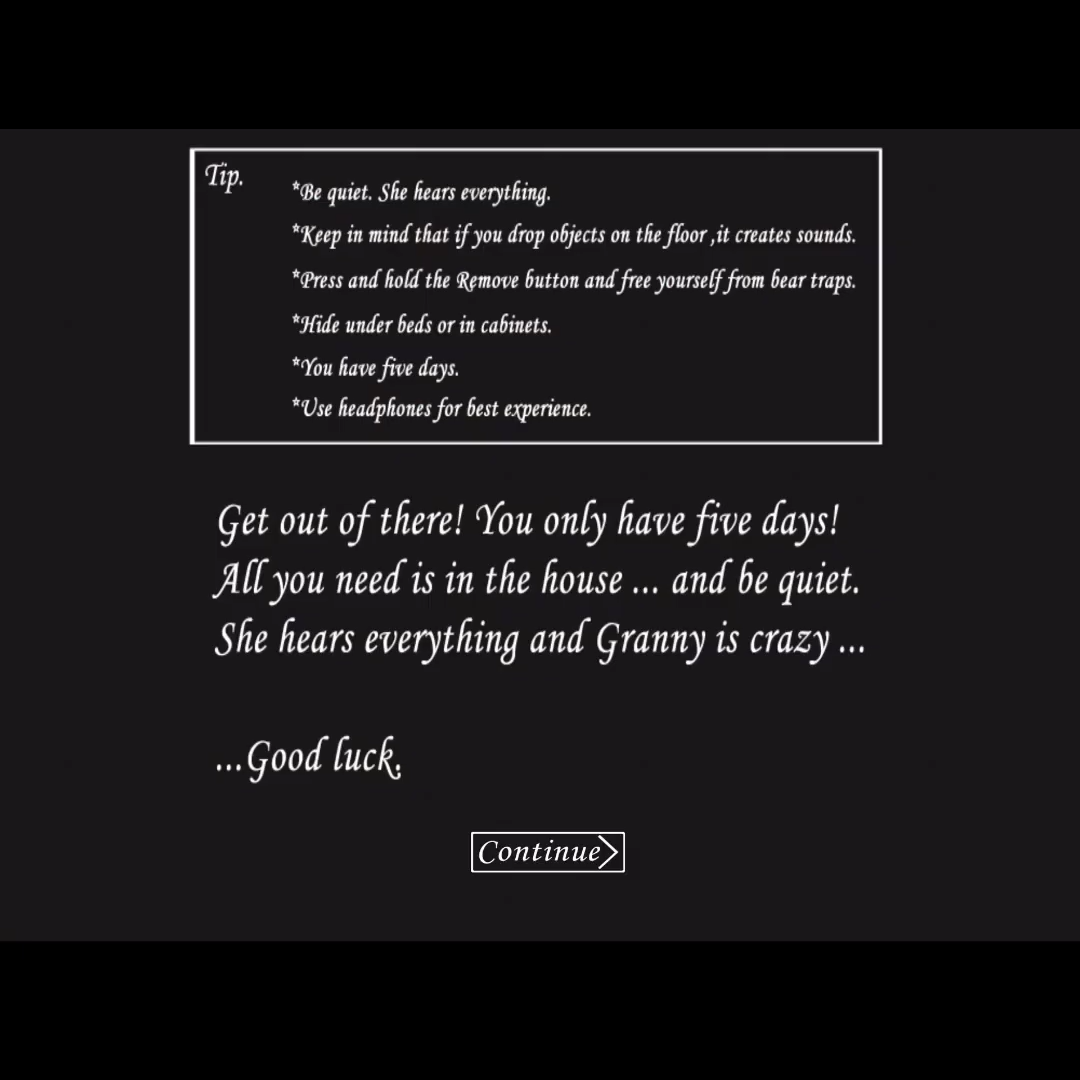 Tip.
*Be quiet. She hears everything.
*Keep in mind that if you drop objects on the floor ,it creates sounds.
*Press and hold the Remove button and free yourself from bear traps.
*Hide under beds or in cabinets.
*You have five days.
*Use headphones for best experience.
Get out of there! You only have five days!
All you need is in the house ... and be quiet.
She hears everything and Granny is crazy ...
...Good luck.
Continue